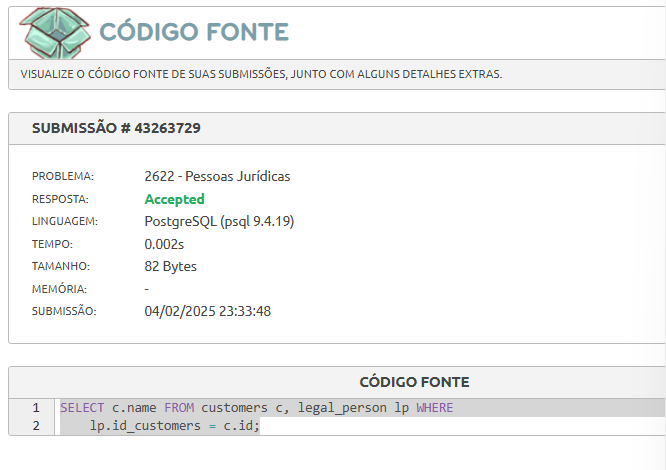 CÓDIGO FONTE
VISUALIZE O CÓDIGO FONTE DE SUAS SUBMISSÕES, JUNTO COM ALGUNS DETALHES EXTRAS.
SUBMISSÃO # 43263729
PROBLEMA: 2622 - Pessoas Jurídicas
RESPOSTA: Accepted
LINGUAGEM: PostgreSQL (psql 9.4.19)
TEMPO: 0.002s
TAMANHO: 82 Bytes
MEMÓRIA: -
SUBMISSÃO: 04/02/2025 23:33:48
CÓDIGO FONTE
1 SELECT c.name FROM customers c, legal_person lp WHERE
2 lp.id_customers = c.id;